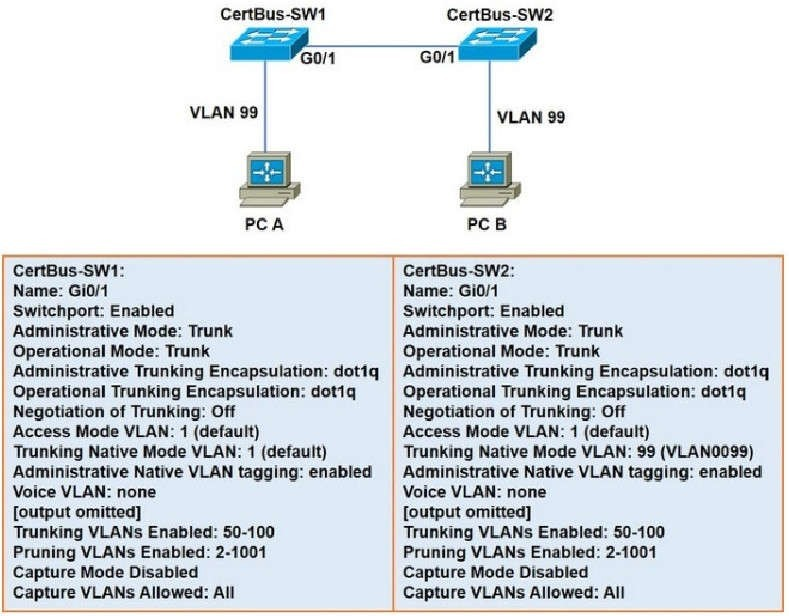 CertBus-SW1
CertBus-SW2
G0/1
G0/1
VLAN 99
VLAN 99
PC A
PC B
CertBus-SW1:
Name: Gi0/1
Switchport: Enabled
Administrative Mode: Trunk
Operational Mode: Trunk
Administrative Trunking Encapsulation: dot1q
Operational Trunking Encapsulation: dot1q
Negotiation of Trunking: Off
Access Mode VLAN: 1 (default)
Trunking Native Mode VLAN: 1 (default)
Administrative Native VLAN tagging: enabled
Voice VLAN: none
[output omitted]
Trunking VLANs Enabled: 50-100
Pruning VLANs Enabled: 2-1001
Capture Mode Disabled
Capture VLANs Allowed: All
CertBus-SW2:
Name: Gi0/1
Switchport: Enabled
Administrative Mode: Trunk
Operational Mode: Trunk
Administrative Trunking Encapsulation: dot1q
Operational Trunking Encapsulation: dot1q
Negotiation of Trunking: Off
Access Mode VLAN: 1 (default)
Trunking Native Mode VLAN: 99 (VLAN0099)
Administrative Native VLAN tagging: enabled
Voice VLAN: none
[output omitted]
Trunking VLANs Enabled: 50-100
Pruning VLANs Enabled: 2-1001
Capture Mode Disabled
Capture VLANs Allowed: All